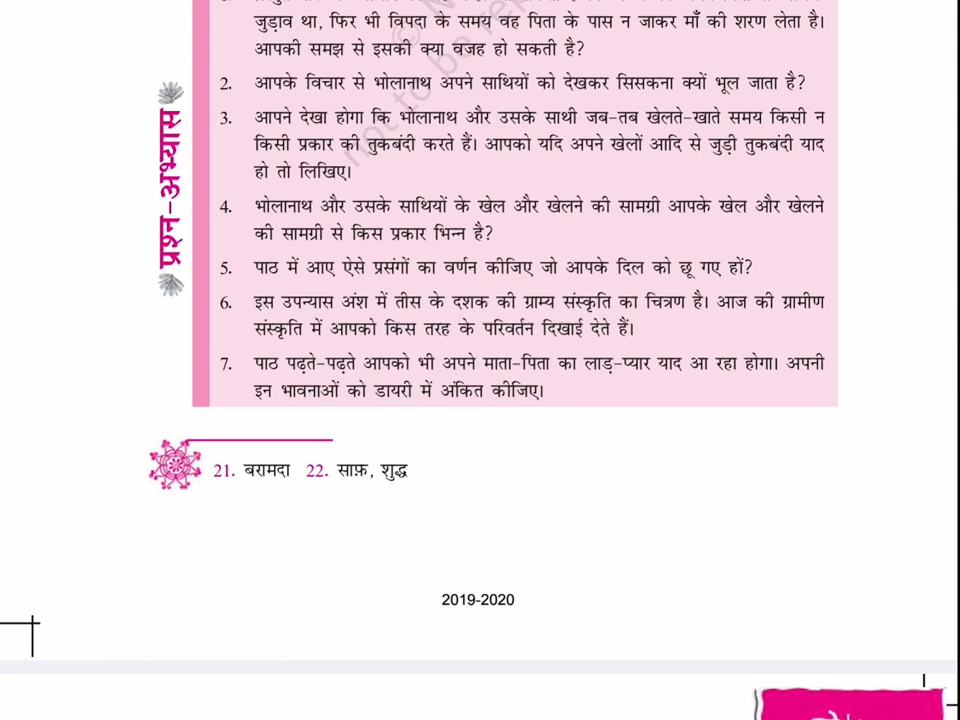 जुड़ाव था, फिर भी विपदा के समय वह पिता के पास न जाकर माँ की शरण लेता है।
आपकी समझ से इसकी क्या वजह हो सकती है?
2. आपके विचार से भोलानाथ अपने साथियों को देखकर सिसकना क्यों भूल जाता है?
3. आपने देखा होगा कि भोलानाथ और उसके साथी जब-तब खेलते-खाते समय किसी न
किसी प्रकार की तुकबंदी करते हैं। आपको यदि अपने खेलों आदि से जुड़ी तुकबंदी याद
हो तो लिखिए।
4. भोलानाथ और उसके साथियों के खेल और खेलने की सामग्री आपके खेल और खेलने
की सामग्री से किस प्रकार भिन्न है?
5. पाठ में आए ऐसे प्रसंगों का वर्णन कीजिए जो आपके दिल को छू गए हों?
6. इस उपन्यास अंश में तीस के दशक की ग्राम्य संस्कृति का चित्रण है। आज की ग्रामीण
संस्कृति में आपको किस तरह के परिवर्तन दिखाई देते हैं।
7. पाठ पढ़ते-पढ़ते आपको भी अपने माता-पिता का लाड़-प्यार याद आ रहा होगा। अपनी
इन भावनाओं को डायरी में अंकित कीजिए।
प्रश्न-अभ्यास
not to be re
21. बरामदा 22. साफ़, शुद्ध
2019-2020